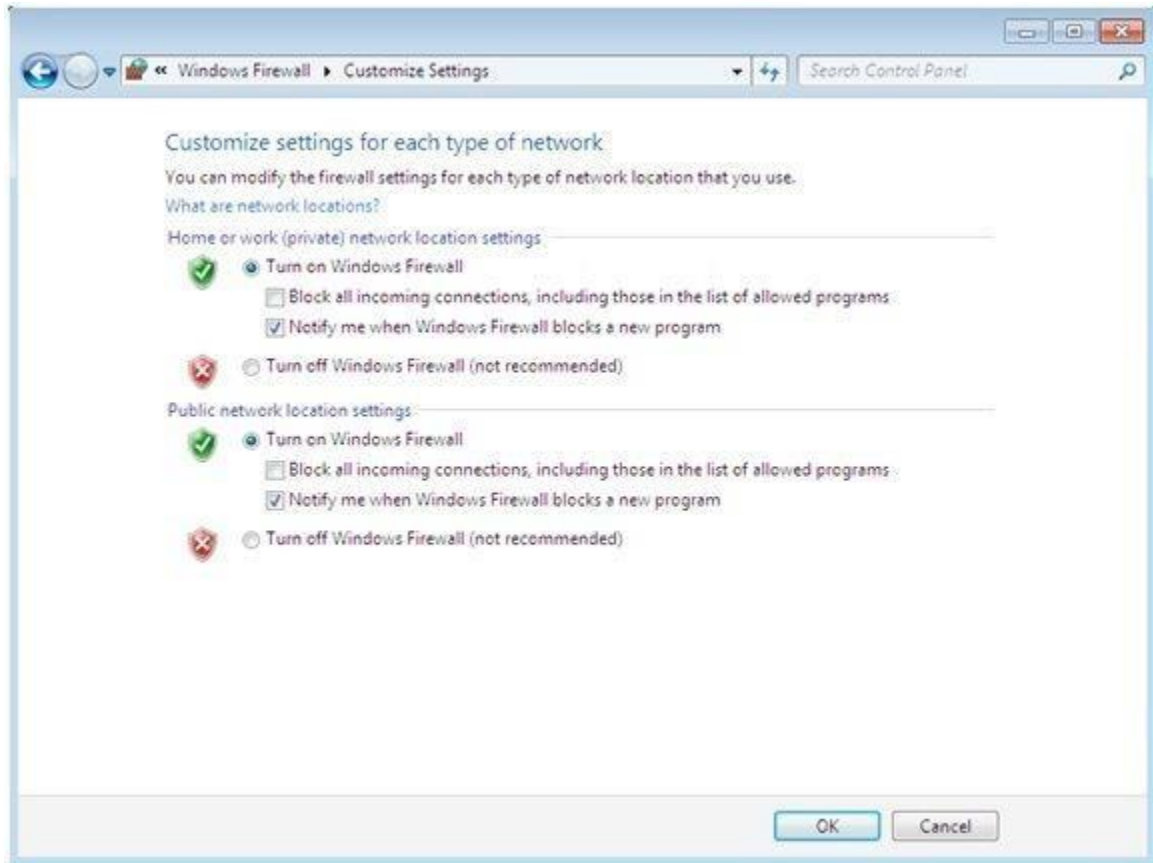 « Windows Firewall ▸ Customize Settings
Search Control Panel
Customize settings for each type of network
You can modify the firewall settings for each type of network location that you use.
What are network locations?
Home or work (private) network location settings
Turn on Windows Firewall
Block all incoming connections, including those in the list of allowed programs
Notify me when Windows Firewall blocks a new program
Turn off Windows Firewall (not recommended)
Public network location settings
Turn on Windows Firewall
Block all incoming connections, including those in the list of allowed programs
Notify me when Windows Firewall blocks a new program
Turn off Windows Firewall (not recommended)
OK
Cancel